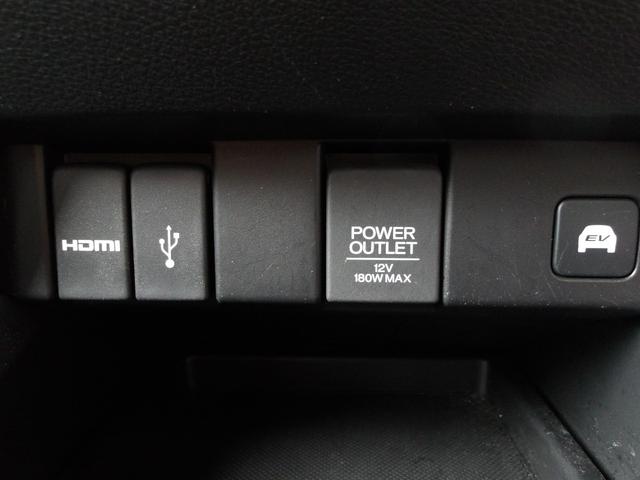 HDMI
POWER
OUTLET
12V
180W MAX
EV